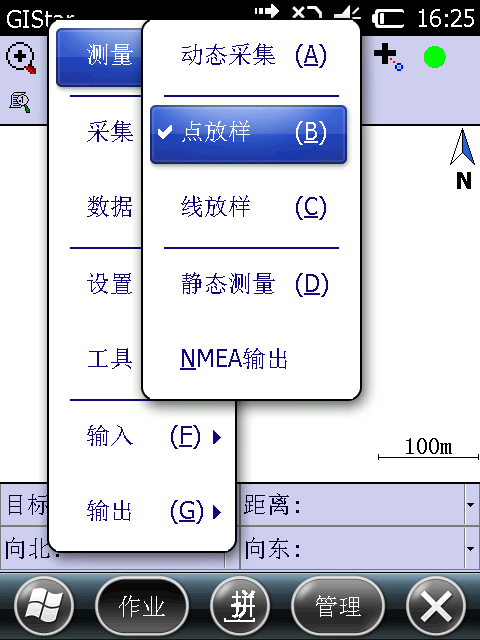 GIStar 16:25
测量
采集
数据
设置
工具
输入 (F)
输出 (G)
动态采集 (A)
点放样 (B)
线放样 (C)
静态测量 (D)
NMEA输出
N
100m
目标 距离:
向北: 向东:
作业 拼 管理